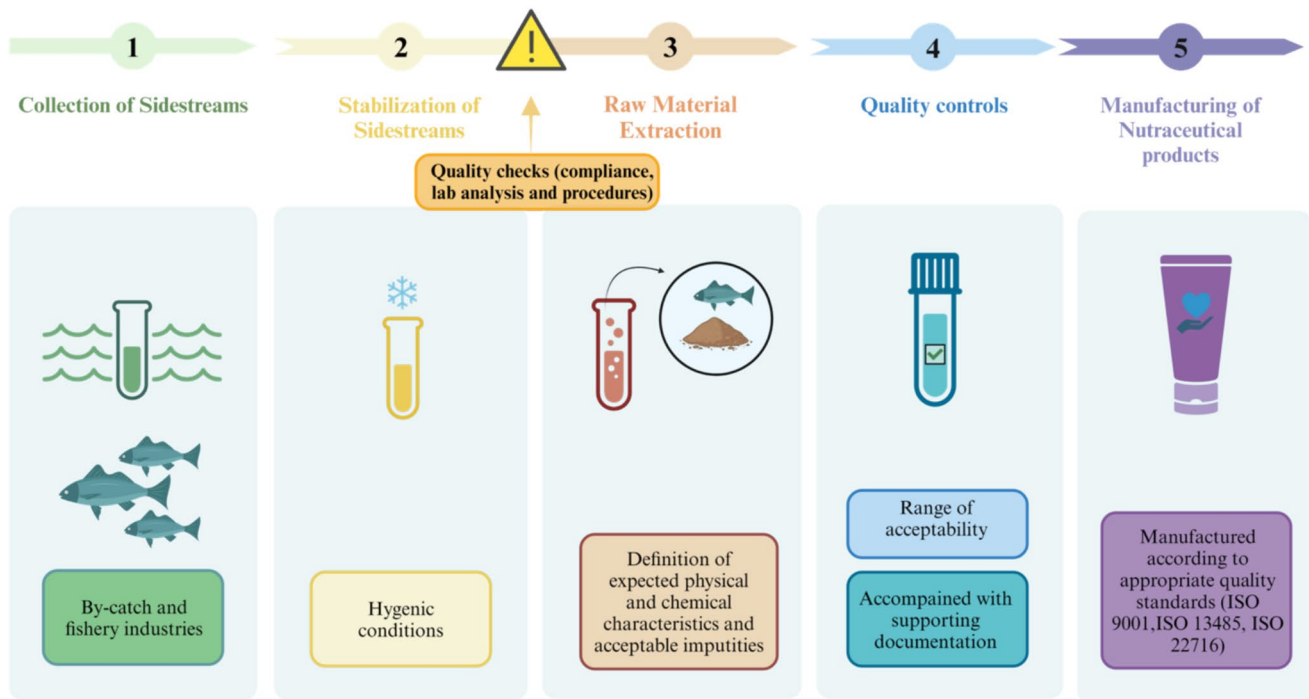 1
2
3
4
5
Collection of Sidestreams
Stabilization of
Sidestreams
Raw Material
Extraction
Quality controls
Manufacturing of
Nutraceutical
products
Quality checks (compliance,
lab analysis and procedures)
By-catch and
fishery industries
Hygenic
conditions
Definition of
expected physical
and chemical
characteristics and
acceptable imputities
Range of
acceptability
Accompained with
supporting
documentation
Manufactured
according to
appropriate quality
standards (ISO
9001,ISO 13485, ISO
22716)